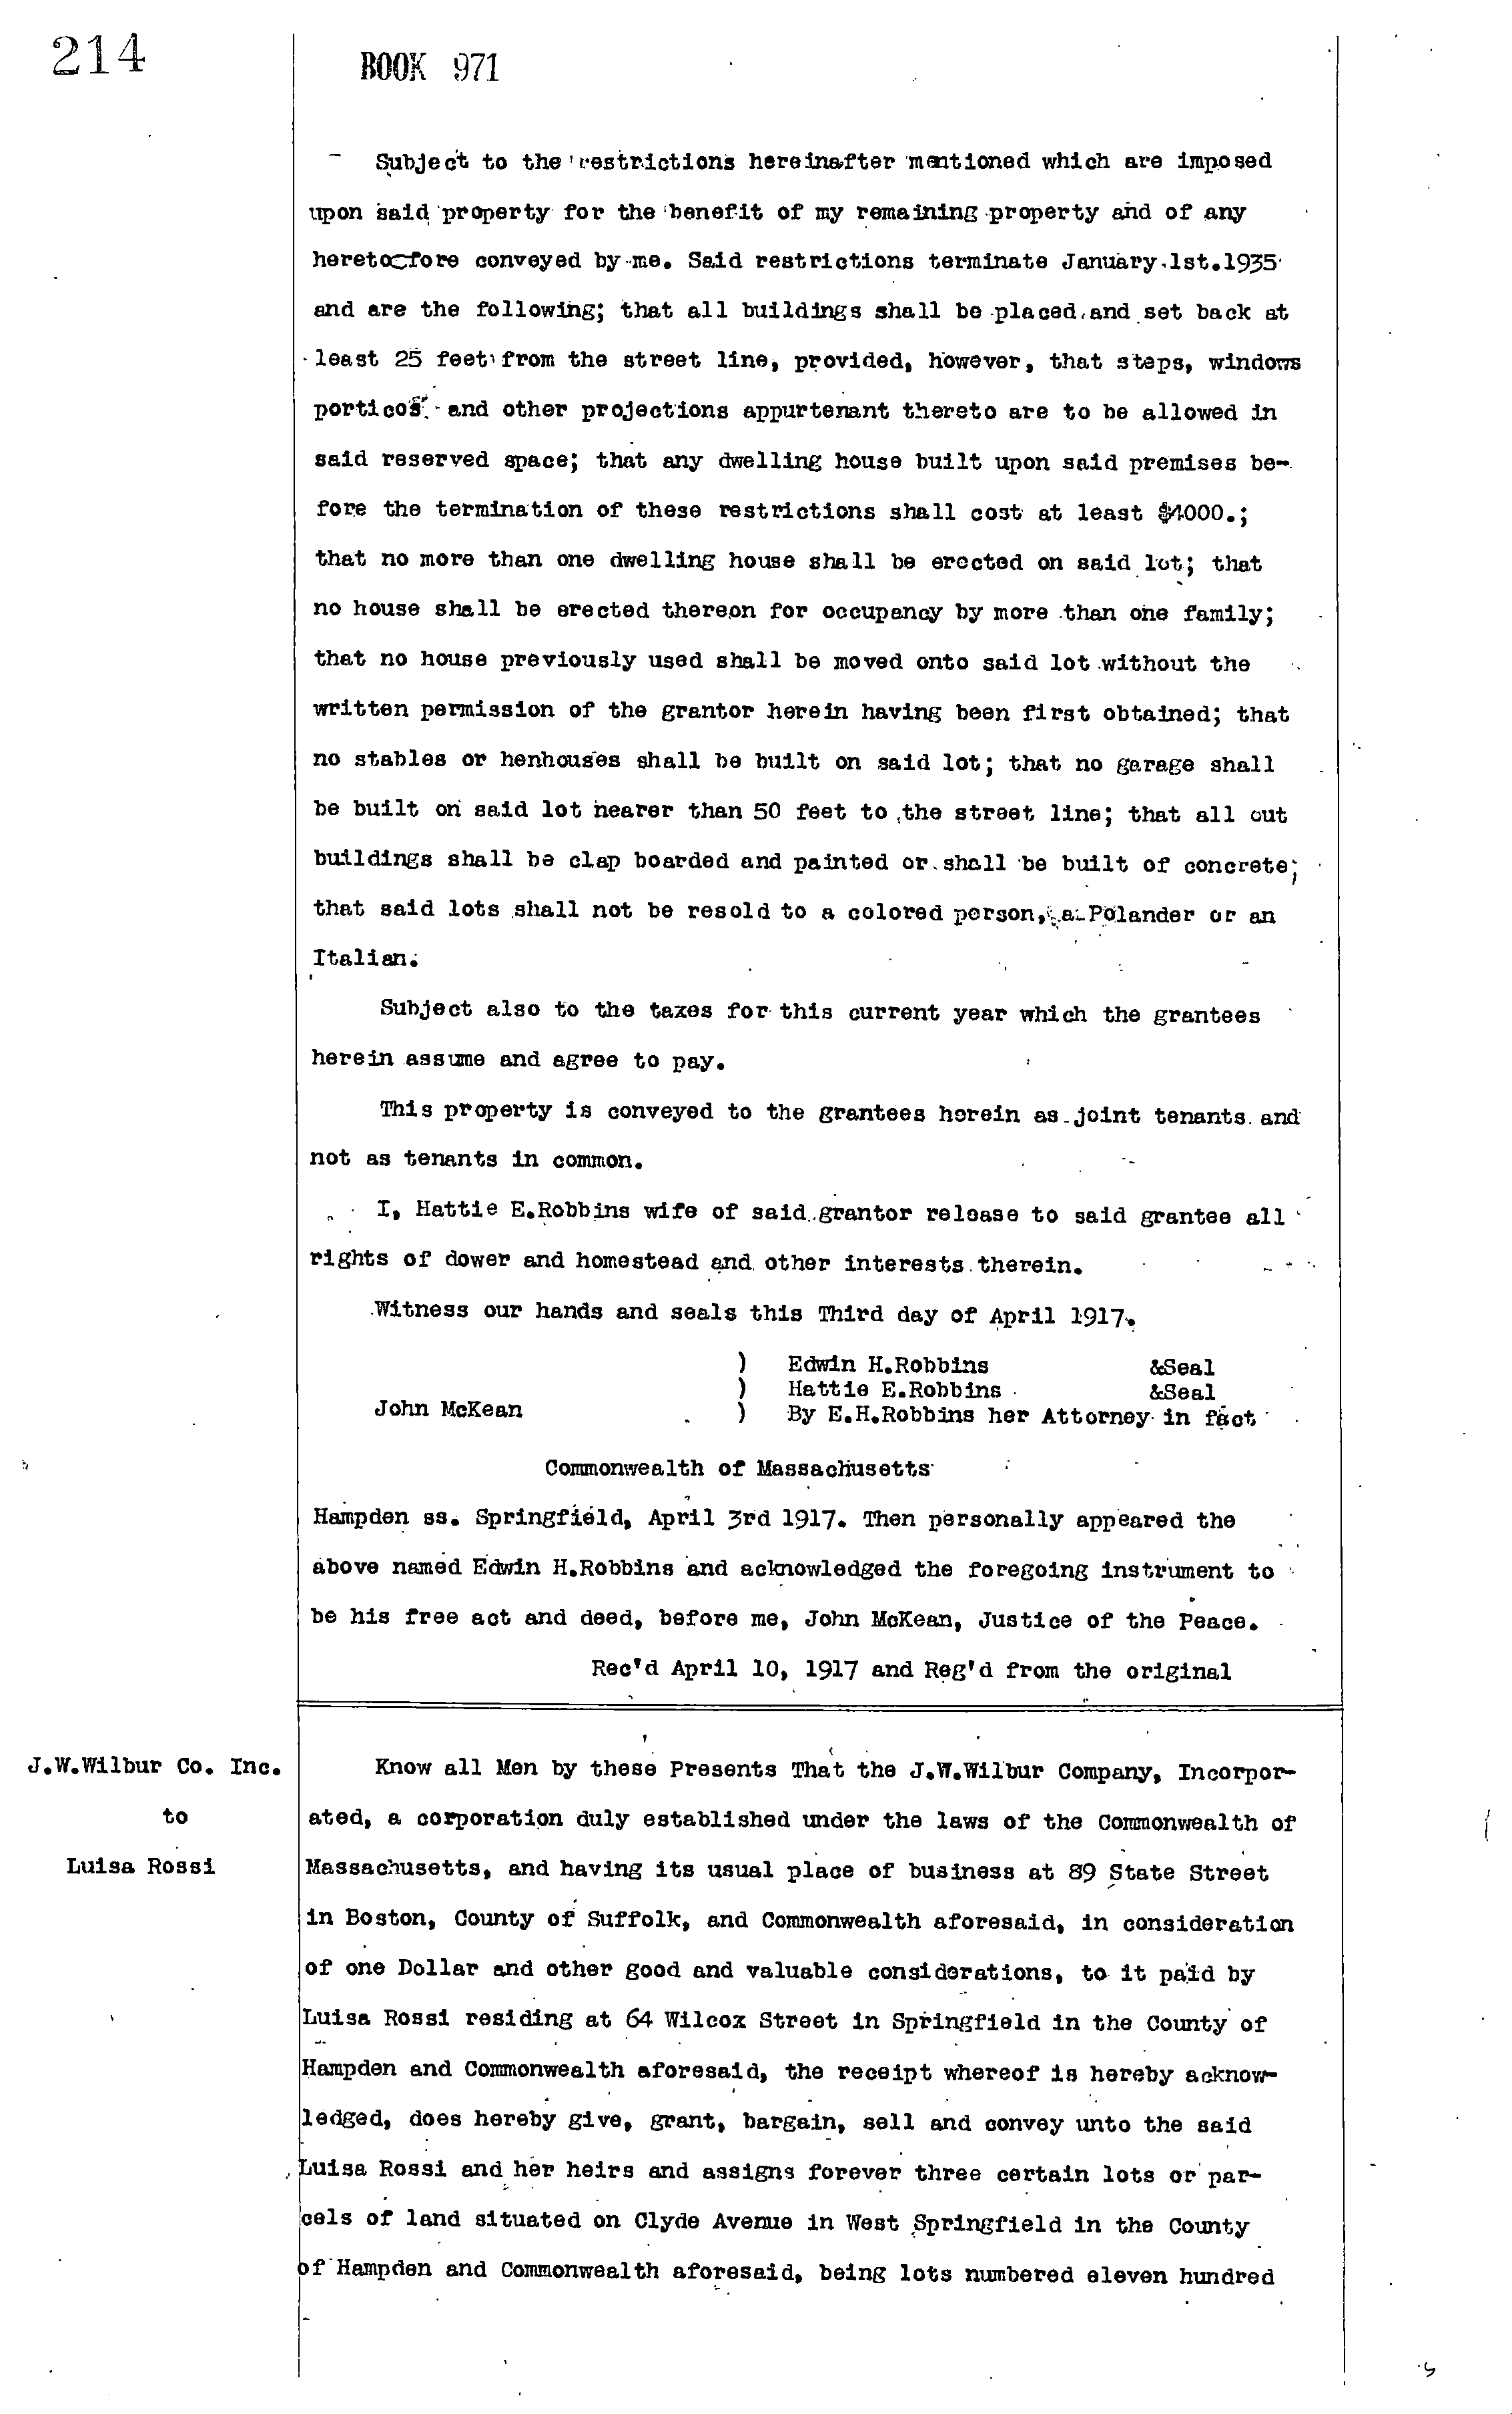 214
BOOK 971
Subject to the restrictions hereinafter mentioned which are imposed
upon said property for the benefit of my remaining property and of any
heretofore conveyed by me. Said restrictions terminate January 1st.1935
and are the following; that all buildings shall be placed and set back at
least 25 feet from the street line, provided, however, that steps, windows
porticos and other projections appurtenant thereto are to be allowed in
said reserved space; that any dwelling house built upon said premises be-
fore the termination of these restrictions shall cost at least $4000.;
that no more than one dwelling house shall be erected on said lot; that
no house shall be erected thereon for occupancy by more than one family;
that no house previously used shall be moved onto said lot without the
written permission of the grantor herein having been first obtained; that
no stables or henhouses shall be built on said lot; that no garage shall
be built on said lot nearer than 50 feet to the street line; that all out
buildings shall be clap boarded and painted or shall be built of concrete;
that said lots shall not be resold to a colored person, a Polander or an
Italian.
Subject also to the taxes for this current year which the grantees
herein assume and agree to pay.
This property is conveyed to the grantees herein as joint tenants and
not as tenants in common.
I, Hattie E.Robbins wife of said grantor release to said grantee all
rights of dower and homestead and other interests therein.
Witness our hands and seals this Third day of April 1917.
) Edwin H.Robbins &Seal
) Hattie E.Robbins &Seal
John McKean ) By E.H.Robbins her Attorney in fact
Commonwealth of Massachusetts
Hampden ss. Springfield, April 3rd 1917. Then personally appeared the
above named Edwin H.Robbins and acknowledged the foregoing instrument to
be his free act and deed, before me, John McKean, Justice of the Peace.
Rec'd April 10, 1917 and Reg'd from the original
J.W.Wilbur Co. Inc.
to
Luisa Rossi
Know all Men by these Presents That the J.W.Wilbur Company, Incorpor-
ated, a corporation duly established under the laws of the Commonwealth of
Massachusetts, and having its usual place of business at 89 State Street
in Boston, County of Suffolk, and Commonwealth aforesaid, in consideration
of one Dollar and other good and valuable considerations, to it paid by
Luisa Rossi residing at 64 Wilcox Street in Springfield in the County of
Hampden and Commonwealth aforesaid, the receipt whereof is hereby acknow-
ledged, does hereby give, grant, bargain, sell and convey unto the said
Luisa Rossi and her heirs and assigns forever three certain lots or par-
cels of land situated on Clyde Avenue in West Springfield in the County
of Hampden and Commonwealth aforesaid, being lots numbered eleven hundred